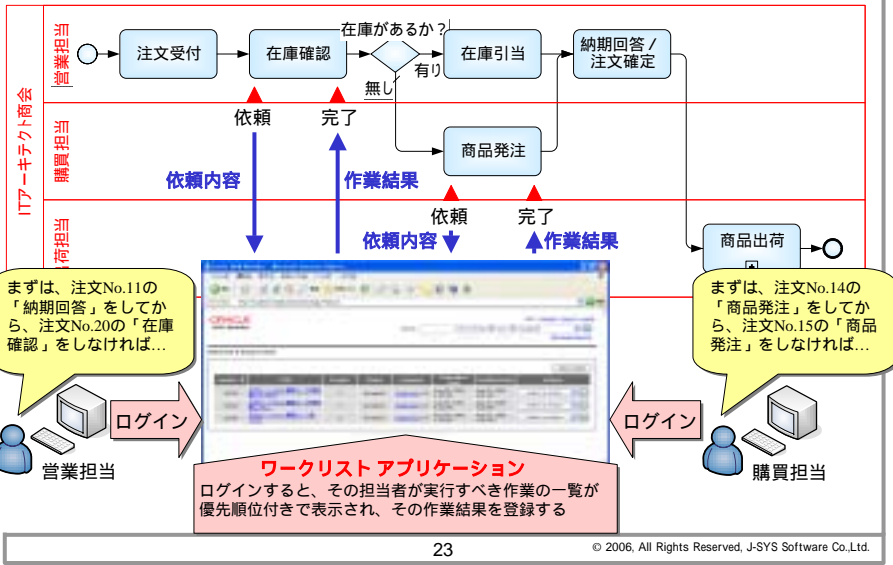 在庫があるか？
注文受付
在庫確認
有り
無し
在庫引当
納期回答/
注文確定
営業担当
ITアーキテクト商会
依頼
完了
購買担当
商品発注
依頼内容
作業結果
依頼
完了
依頼内容
作業結果
荷担当
商品出荷
まずは、注文No.11の
「納期回答」をしてか
ら、注文No.20の「在庫
確認」をしなければ…
まずは、注文No.14の
「商品発注」をしてか
ら、注文No.15の「商品
発注」をしなければ…
ORACLE
ログイン
ログイン
営業担当
購買担当
ワークリスト アプリケーション
ログインすると、その担当者が実行すべき作業の一覧が
優先順位付きで表示され、その作業結果を登録する
23
© 2006, All Rights Reserved, J-SYS Software Co.,Ltd.